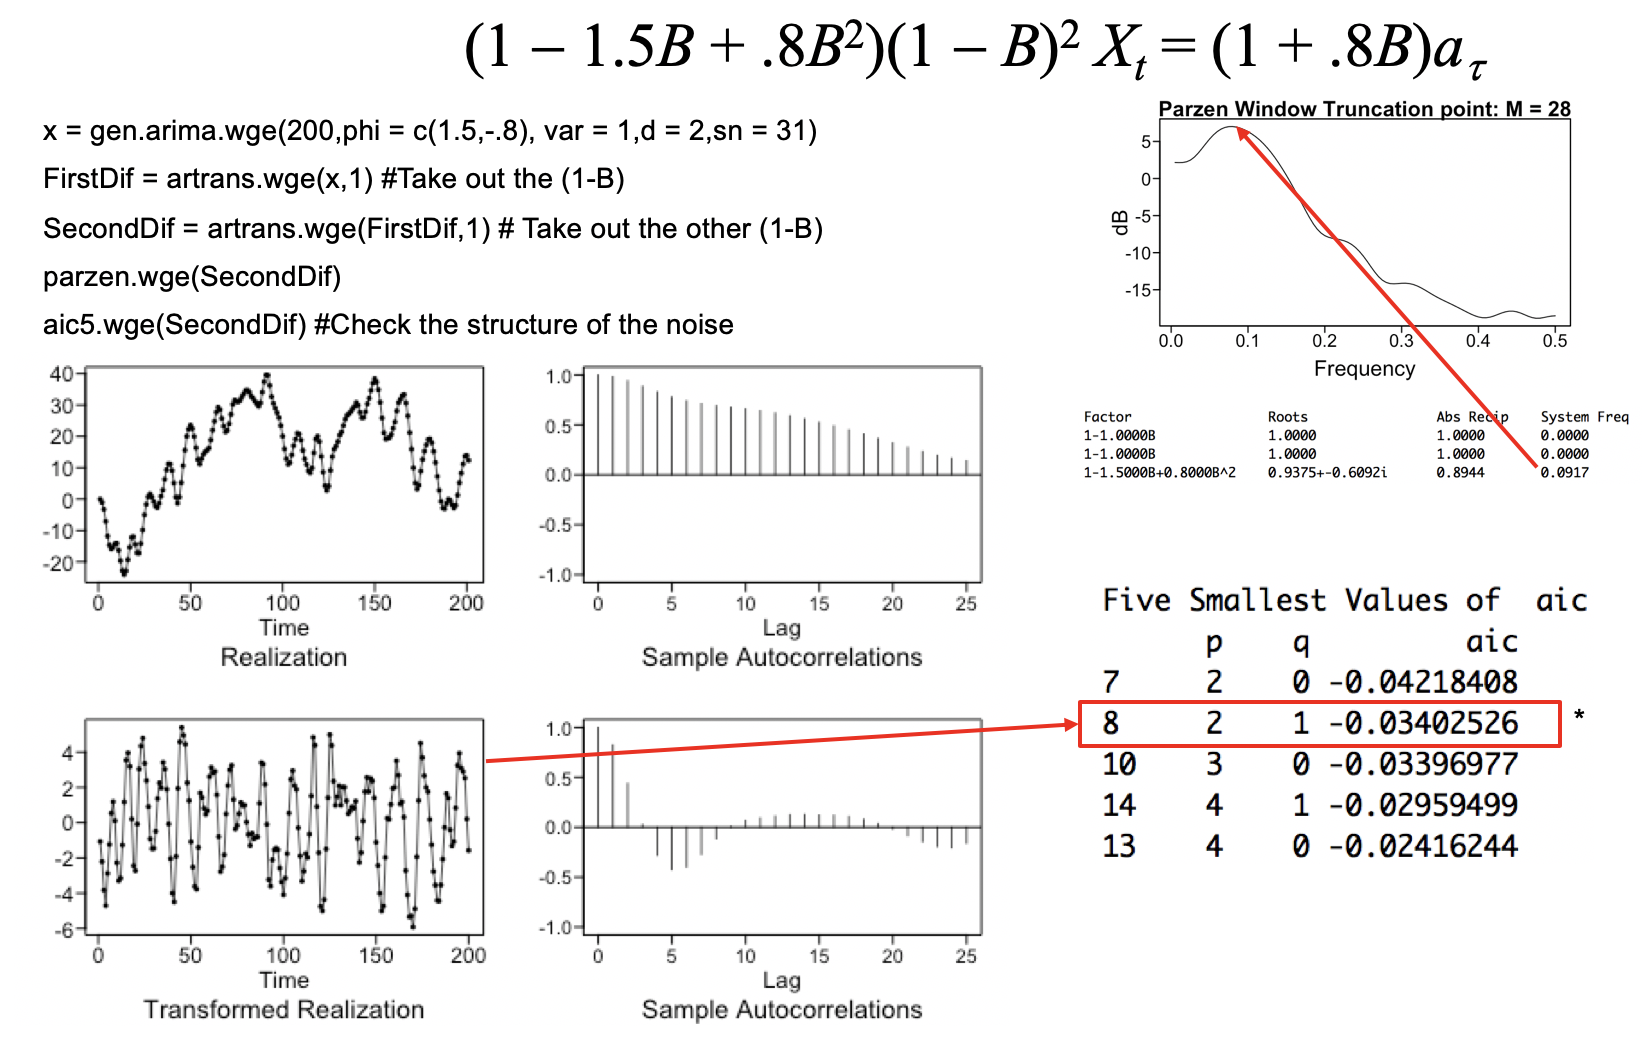 (1 − 1.5B + .8B²)(1 − B)² Xₜ = (1 + .8B)a_τ
x = gen.arima.wge(200,phi = c(1.5,-.8), var = 1,d = 2,sn = 31)
FirstDif = artrans.wge(x,1) #Take out the (1-B)
SecondDif = artrans.wge(FirstDif,1) # Take out the other (1-B)
parzen.wge(SecondDif)
aic5.wge(SecondDif) #Check the structure of the noise
Parzen Window Truncation point: M = 28
5
0
-5
-10
-15
dB
0.0 0.1 0.2 0.3 0.4 0.5
Frequency
Factor Roots Abs Recip System Freq
1-1.0000B 1.0000 1.0000 0.0000
1-1.0000B 1.0000 1.0000 0.0000
1-1.5000B+0.8000B^2 0.9375+-0.6092i 0.8944 0.0917
40
30
20
10
0
-10
-20
0 50 100 150 200
Time
Realization
1.0
0.5
0.0
-0.5
-1.0
0 5 10 15 20 25
Lag
Sample Autocorrelations
4
2
0
-2
-4
-6
0 50 100 150 200
Time
Transformed Realization
1.0
0.5
0.0
-0.5
-1.0
0 5 10 15 20 25
Lag
Sample Autocorrelations
Five Smallest Values of aic
p q aic
7 2 0 -0.04218408
8 2 1 -0.03402526 *
10 3 0 -0.03396977
14 4 1 -0.02959499
13 4 0 -0.02416244